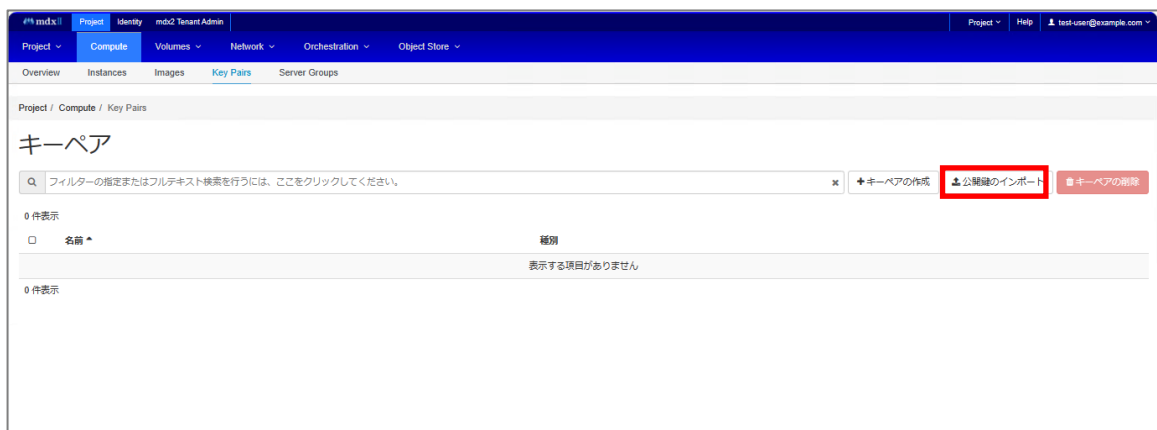 mdx II Project Identity mdx2 Tenant Admin Project Help test-user@example.com
Project Compute Volumes Network Orchestration Object Store
Overview Instances Images Key Pairs Server Groups
Project / Compute / Key Pairs
キーペア
フィルターの指定またはフルテキスト検索を行うには、ここをクリックしてください。 キーペアの作成 公開鍵のインポート キーペアの削除
0 件表示
名前 種別
表示する項目がありません
0 件表示